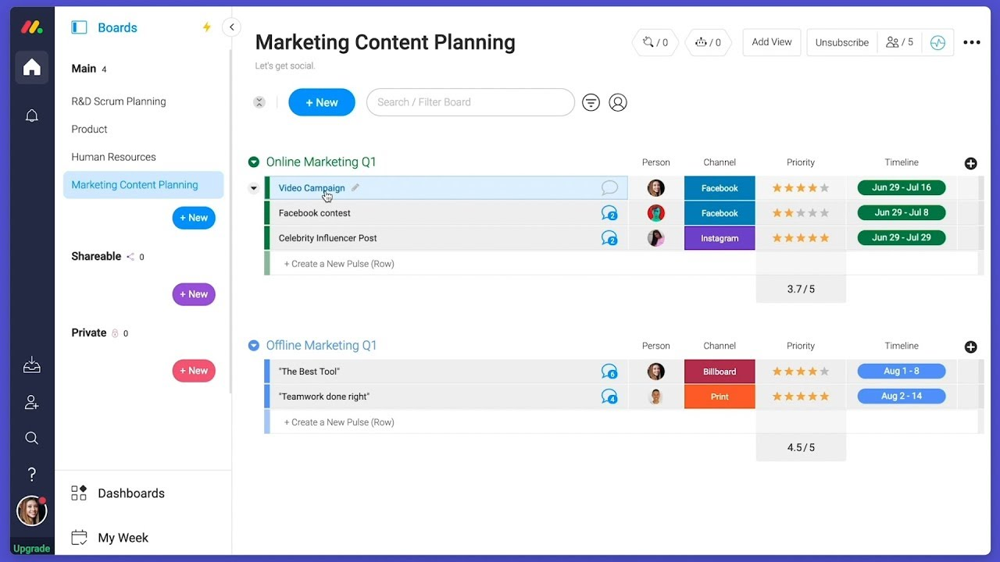 Boards
Main 4
R&D Scrum Planning
Product
Human Resources
Marketing Content Planning
+ New
Shareable 0
+ New
Private 0
+ New
Dashboards
My Week
?
Upgrade
Marketing Content Planning
/ 0 / 0 Add View Unsubscribe / 5
Let's get social.
+ New Search / Filter Board
Online Marketing Q1 Person Channel Priority Timeline
Video Campaign Facebook Jun 29 - Jul 16
Facebook contest 2 Facebook Jun 29 - Jul 8
Celebrity Influencer Post 2 Instagram Jun 29 - Jul 29
+ Create a New Pulse (Row)
3.7 / 5
Offline Marketing Q1 Person Channel Priority Timeline
"The Best Tool" 6 Billboard Aug 1 - 8
"Teamwork done right" 4 Print Aug 2 - 14
+ Create a New Pulse (Row)
4.5 / 5